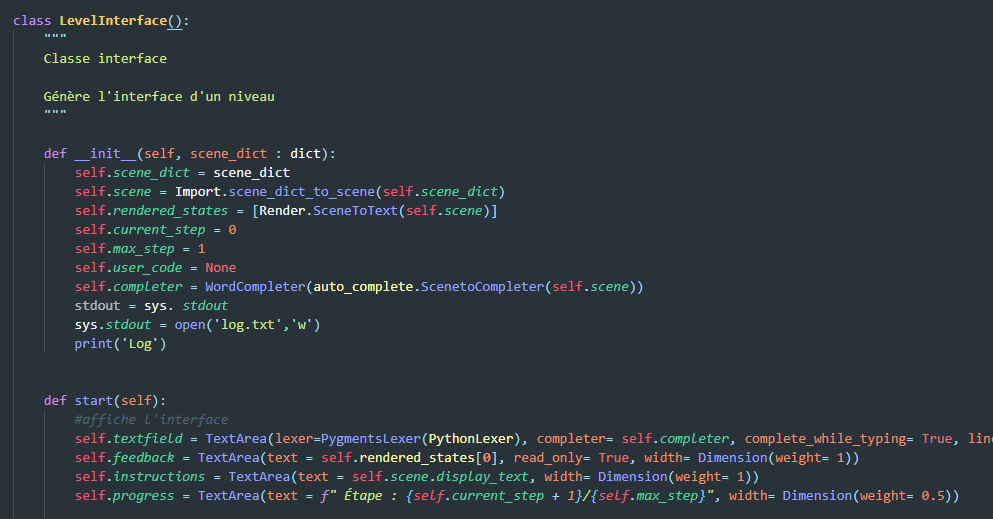 class LevelInterface():
    """
    Classe interface
    Génère l'interface d'un niveau
    """
    def __init__(self, scene_dict : dict):
        self.scene_dict = scene_dict
        self.scene = Import.scene_dict_to_scene(self.scene_dict)
        self.rendered_states = [Render.SceneToText(self.scene)]
        self.current_step = 0
        self.max_step = 1
        self.user_code = None
        self.completer = WordCompleter(auto_complete.ScenetoCompleter(self.scene))
        stdout = sys. stdout
        sys.stdout = open('log.txt','w')
        print('Log')
    def start(self):
        #affiche l'interface
        self.textfield = TextArea(lexer=PygmentsLexer(PythonLexer), completer= self.completer, complete_while_typing= True, line
        self.feedback = TextArea(text = self.rendered_states[0], read_only= True, width= Dimension(weight= 1))
        self.instructions = TextArea(text = self.scene.display_text, width= Dimension(weight= 1))
        self.progress = TextArea(text = f" Étape : {self.current_step + 1}/{self.max_step}", width= Dimension(weight= 0.5))